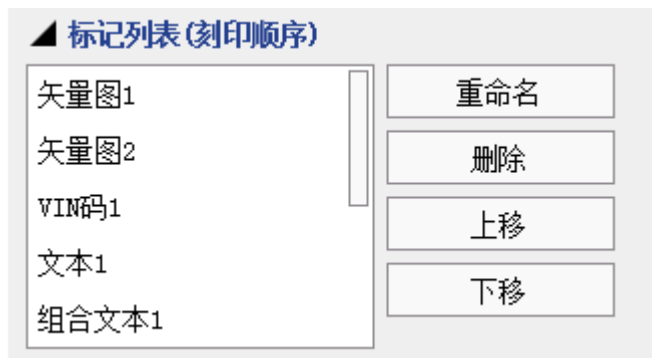 标记列表(刻印顺序)
矢量图1
矢量图2
VIN码1
文本1
组合文本1
重命名
删除
上移
下移